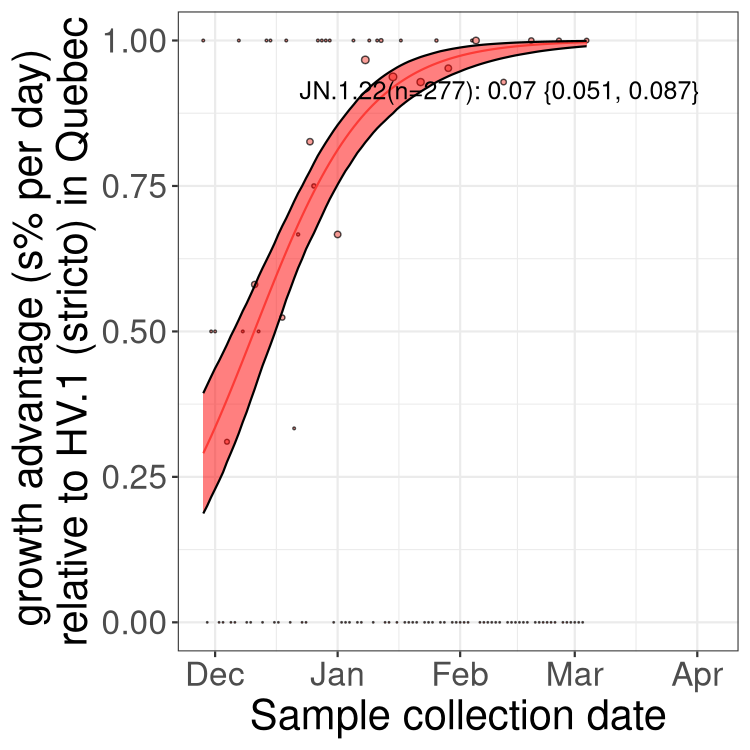 growth advantage (s% per day)
relative to HV.1 (stricto) in Quebec
1.00
0.75
0.50
0.25
0.00
JN.1.22(n=277): 0.07 {0.051, 0.087}
Dec Jan Feb Mar Apr
Sample collection date